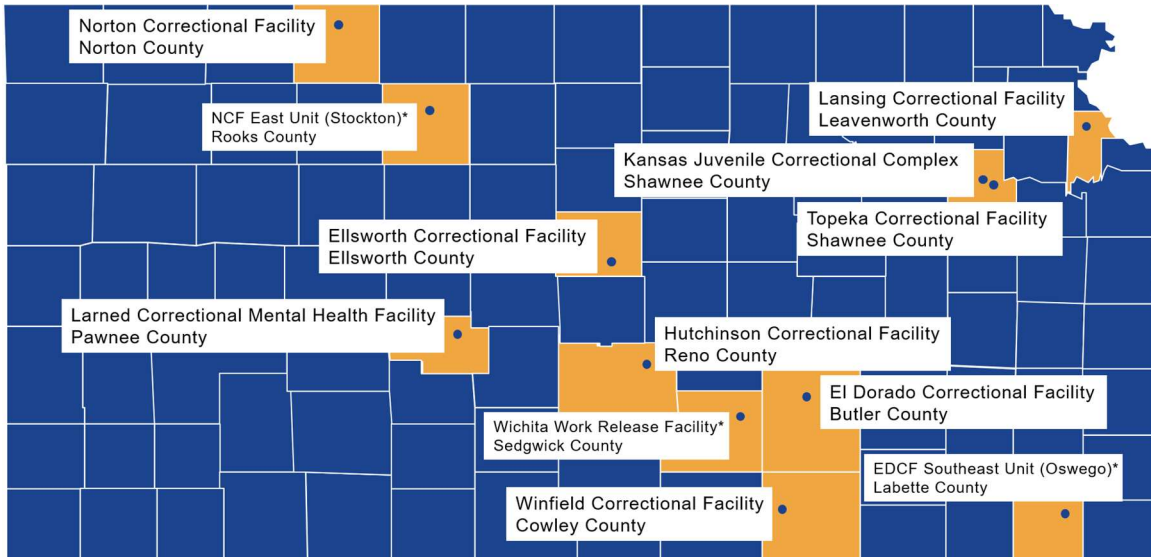 Norton Correctional Facility
Norton County
NCF East Unit (Stockton)*
Rooks County
Lansing Correctional Facility
Leavenworth County
Kansas Juvenile Correctional Complex
Shawnee County
Topeka Correctional Facility
Shawnee County
Ellsworth Correctional Facility
Ellsworth County
Larned Correctional Mental Health Facility
Pawnee County
Hutchinson Correctional Facility
Reno County
El Dorado Correctional Facility
Butler County
Wichita Work Release Facility*
Sedgwick County
EDCF Southeast Unit (Oswego)*
Labette County
Winfield Correctional Facility
Cowley County